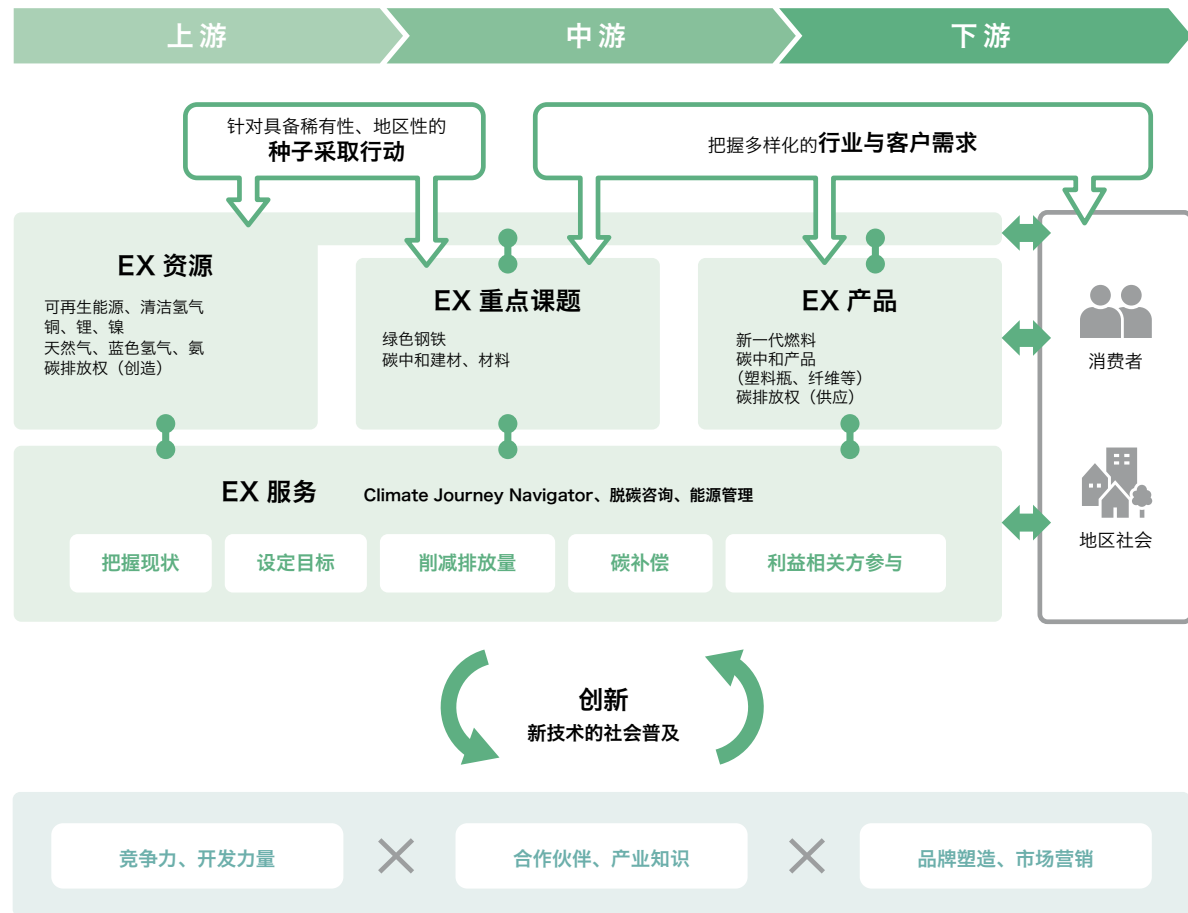 上游
中游
下游
针对具备稀有性、地区性的
种子采取行动
把握多样化的行业与客户需求
EX 资源
可再生能源、清洁氢气
铜、锂、镍
天然气、蓝色氢气、氨
碳排放权（创造）
EX 重点课题
绿色钢铁
碳中和建材、材料
EX 产品
新一代燃料
碳中和产品
（塑料瓶、纤维等）
碳排放权（供应）
消费者
地区社会
EX 服务 Climate Journey Navigator、脱碳咨询、能源管理
把握现状
设定目标
削减排放量
碳补偿
利益相关方参与
创新
新技术的社会普及
竞争力、开发力量
合作伙伴、产业知识
品牌塑造、市场营销